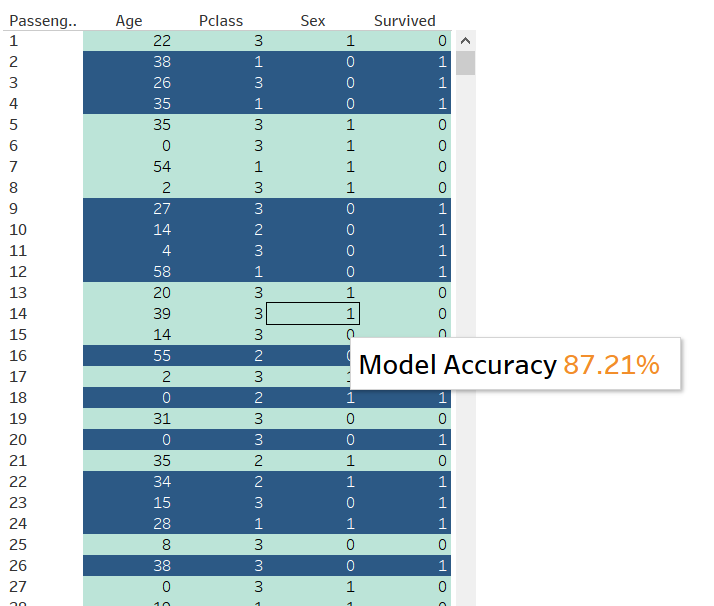 Passeng.. Age Pclass Sex Survived
1 22 3 1 0
2 38 1 0 1
3 26 3 0 1
4 35 1 0 1
5 35 3 1 0
6 0 3 1 0
7 54 1 1 0
8 2 3 1 0
9 27 3 0 1
10 14 2 0 1
11 4 3 0 1
12 58 1 0 1
13 20 3 1 0
14 39 3 1 0
15 14 3 0
16 55 2
Model Accuracy 87.21%
17 2 3
18 0 2 1 1
19 31 3 0 0
20 0 3 0 1
21 35 2 1 0
22 34 2 1 1
23 15 3 0 1
24 28 1 1 1
25 8 3 0 0
26 38 3 0 1
27 0 3 1 0